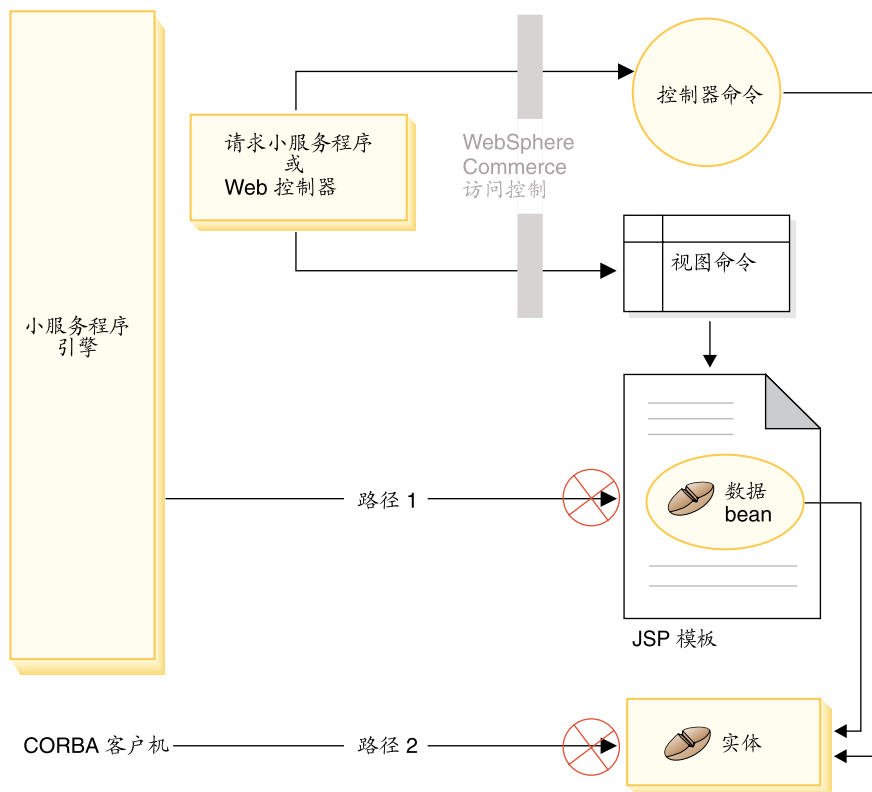 控制器命令
请求小服务程序
或
Web 控制器
WebSphere
Commerce
访问控制
视图命令
小服务程序
引擎
路径 1
数据
bean
JSP 模板
CORBA 客户机
路径 2
实体